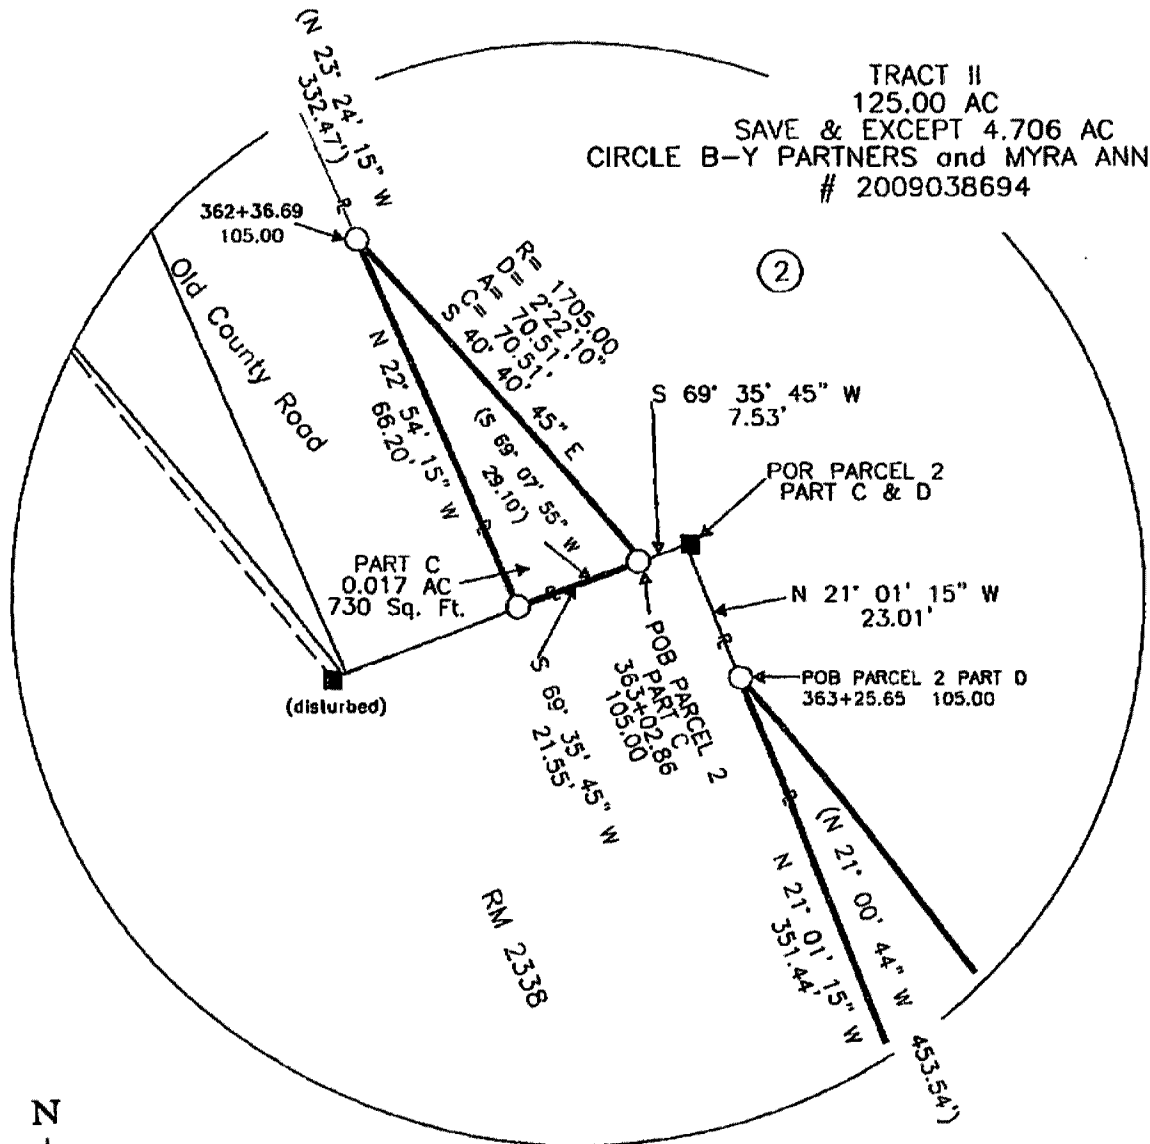 (N 23° 24' 15" W
332.47')
TRACT II
125.00 AC
SAVE & EXCEPT 4.706 AC
CIRCLE B-Y PARTNERS and MYRA ANN
# 2009038694
362+36.69
105.00
2
Old County Road
R= 1705.00
D= 2°22'10"
A= 70.51'
C= 70.51'
S 40° 40' 45" E
N 22° 54' 15" W
66.20'
(S 69° 07' 55" W
29.10')
S 69° 35' 45" W
7.53'
POR PARCEL 2
PART C & D
PART C
0.017 AC
730 Sq. Ft.
N 21° 01' 15" W
23.01'
POB PARCEL 2 PART D
363+25.65 105.00
POB PARCEL 2
PART C
363+02.86
105.00
(disturbed)
S 69° 35' 45" W
21.55'
RM 2338
(N 21° 00' 44" W 453.54')
N 21° 01' 15" W
351.44'
N